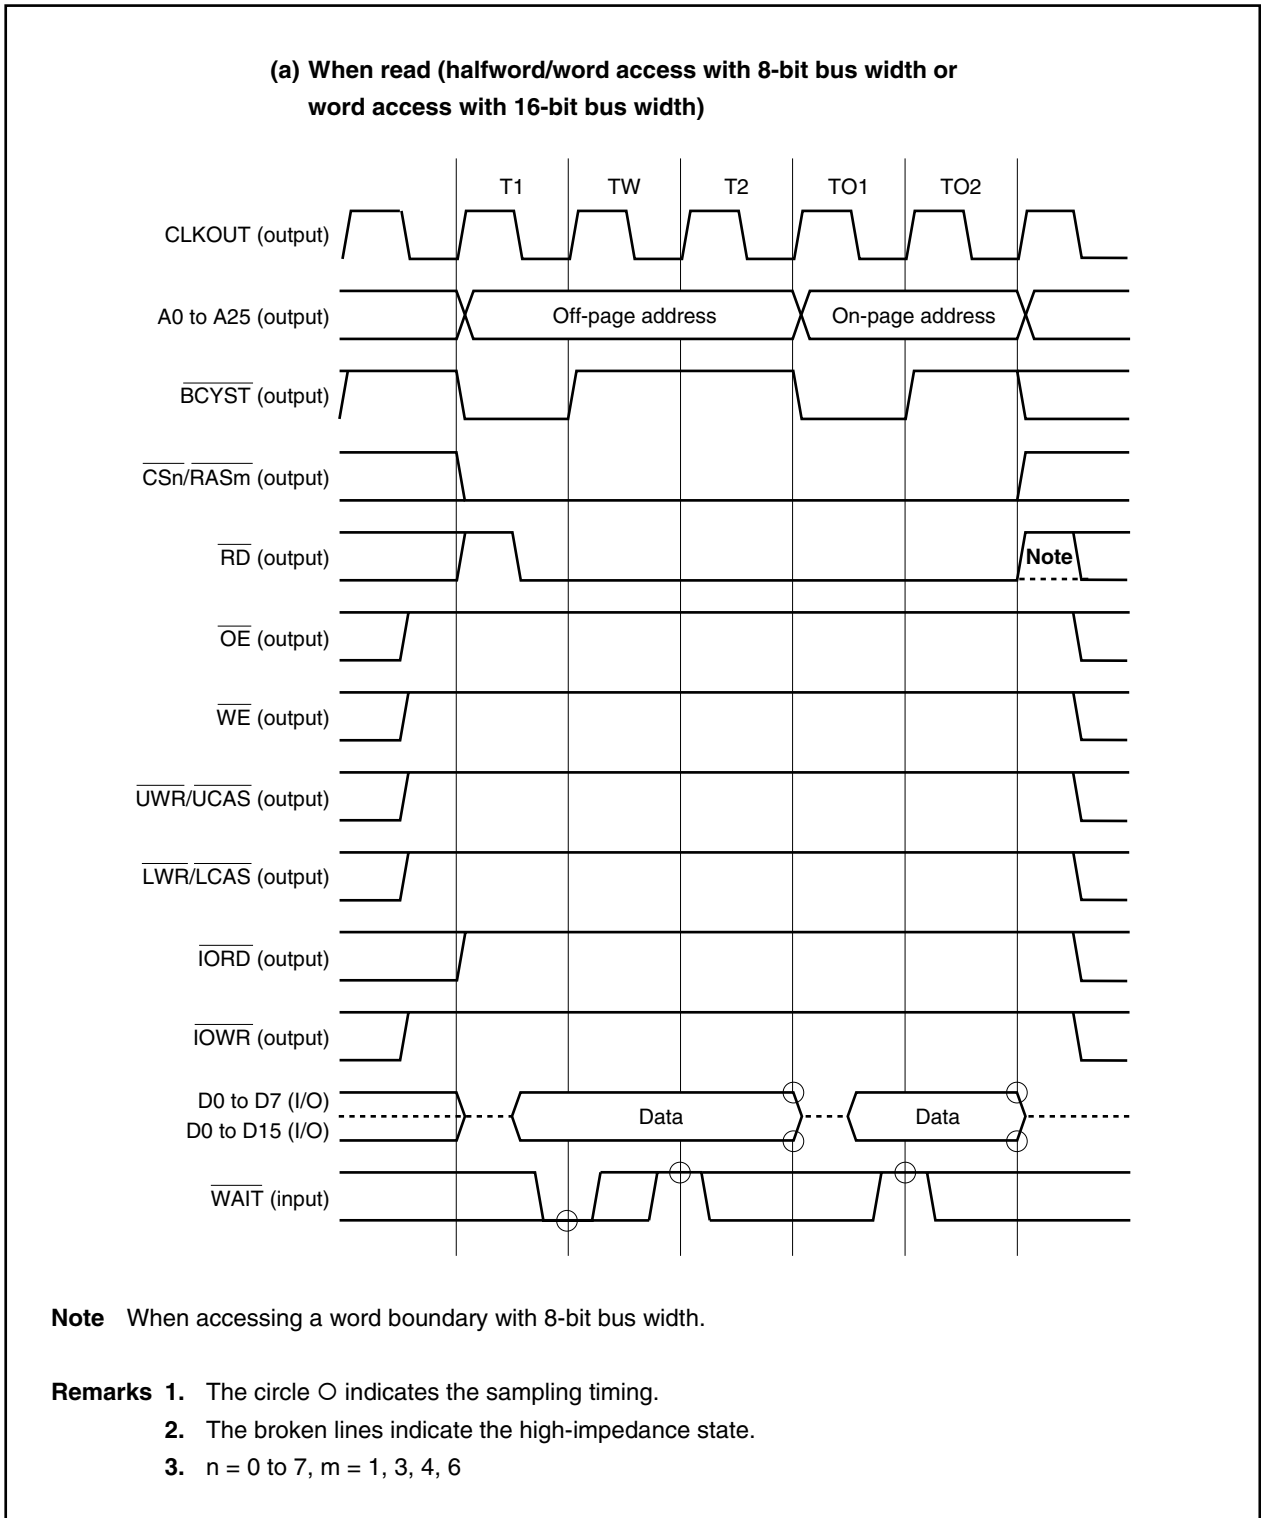 (a) When read (halfword/word access with 8-bit bus width or
word access with 16-bit bus width)
T1 TW T2 TO1 TO2
CLKOUT (output)
A0 to A25 (output) Off-page address On-page address
BCYST (output)
CSn/RASm (output)
RD (output) Note
OE (output)
WE (output)
UWR/UCAS (output)
LWR/LCAS (output)
IORD (output)
IOWR (output)
D0 to D7 (I/O)
Data Data
D0 to D15 (I/O)
WAIT (input)
Note When accessing a word boundary with 8-bit bus width.
Remarks 1. The circle O indicates the sampling timing.
2. The broken lines indicate the high-impedance state.
3. n = 0 to 7, m = 1, 3, 4, 6